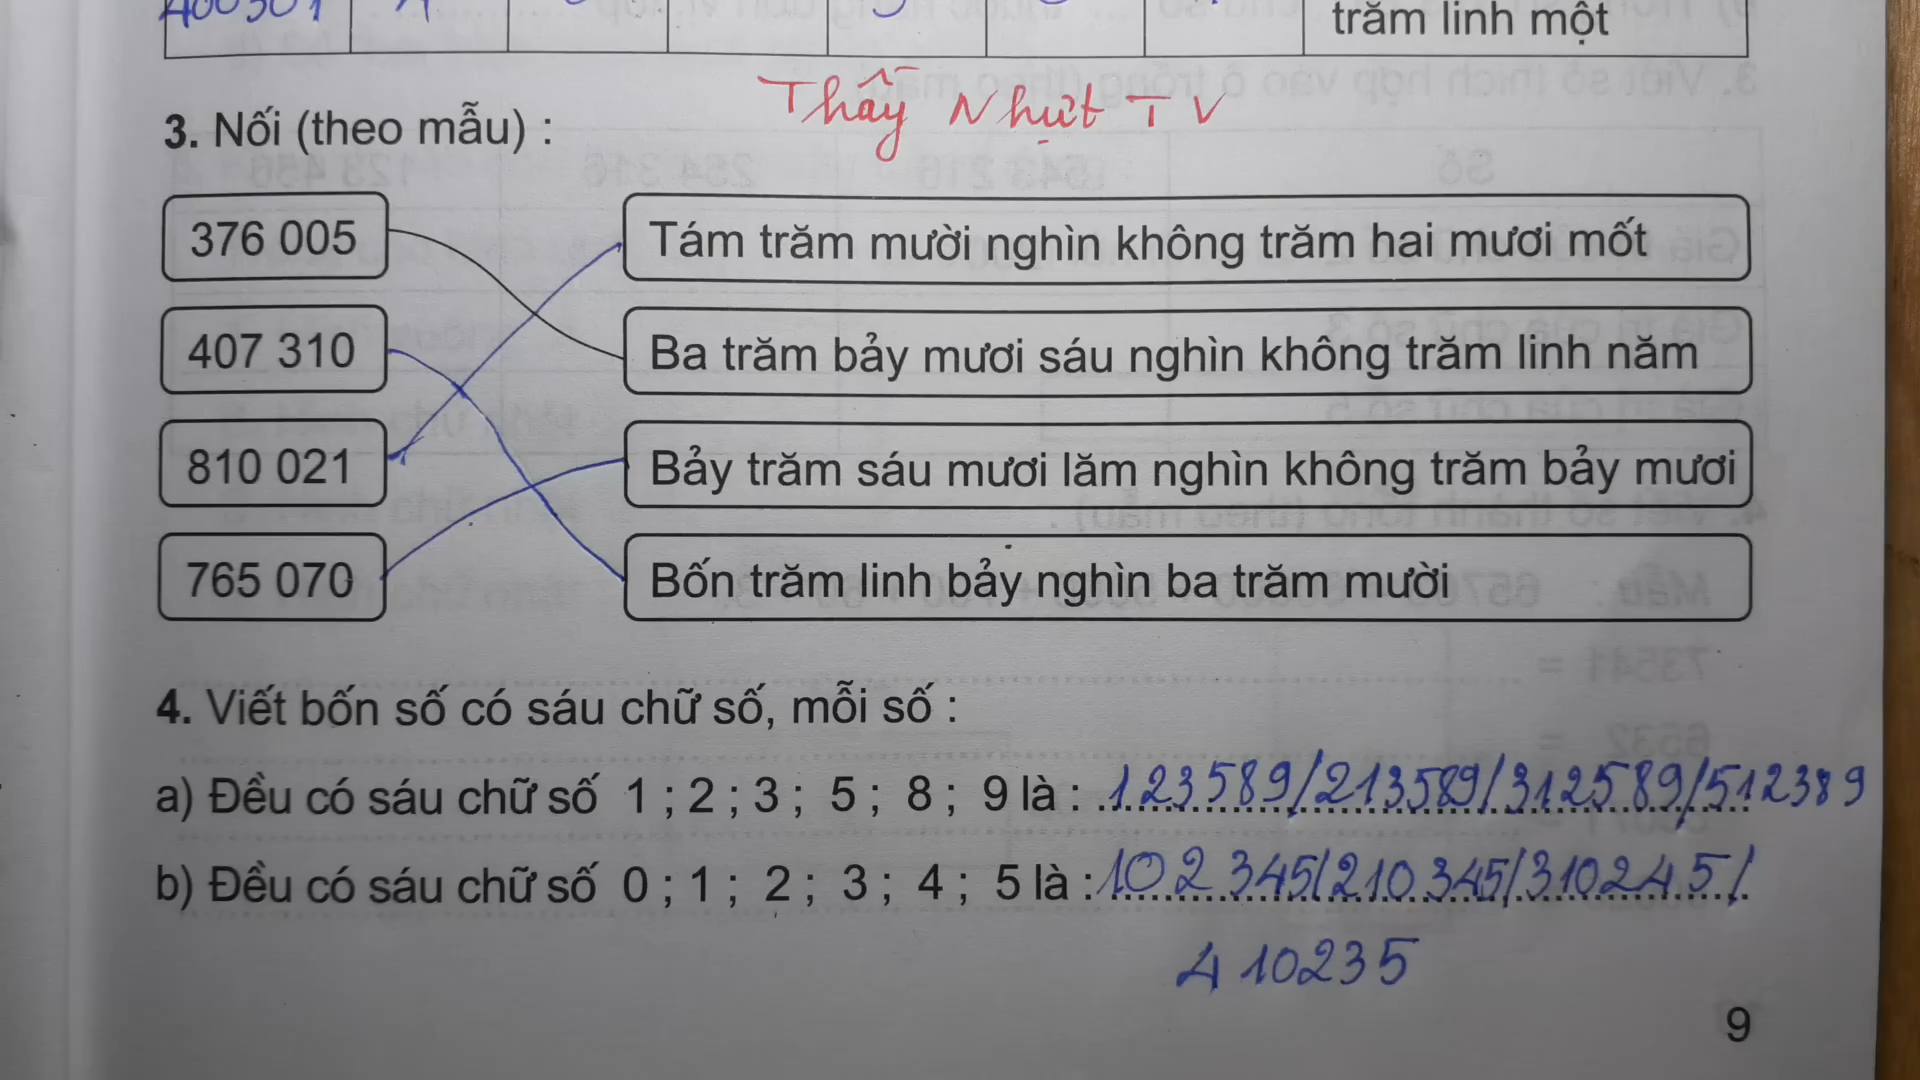 400301
trăm linh một
Thầy Nhựt TV
3. Nối (theo mẫu) :
376 005
Tám trăm mười nghìn không trăm hai mươi mốt
407 310
Ba trăm bảy mươi sáu nghìn không trăm linh năm
810 021
Bảy trăm sáu mươi lăm nghìn không trăm bảy mươi
765 070
Bốn trăm linh bảy nghìn ba trăm mười
4. Viết bốn số có sáu chữ số, mỗi số :
a) Đều có sáu chữ số 1 ; 2 ; 3 ; 5 ; 8 ; 9 là : 123589/213589/312589/512389
b) Đều có sáu chữ số 0 ; 1 ; 2 ; 3 ; 4 ; 5 là : 102345/210345/310245/
410235
9